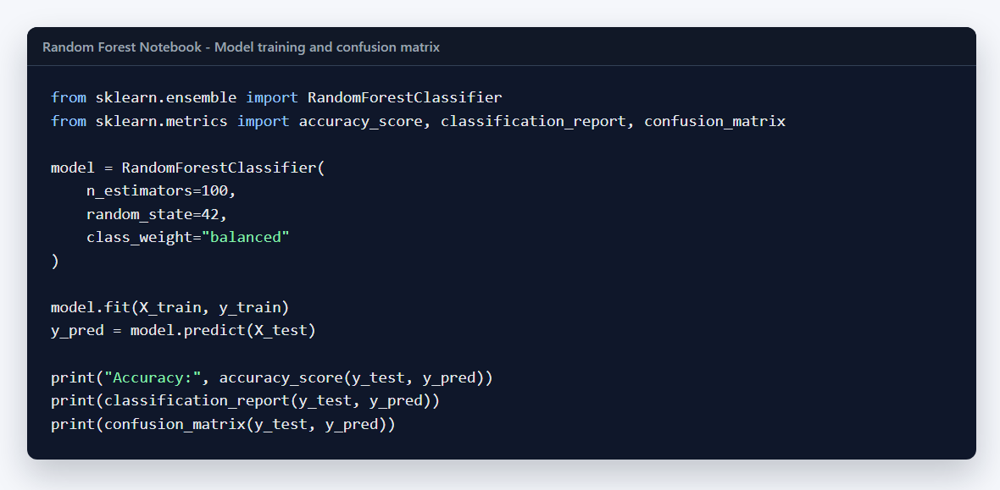 Random Forest Notebook - Model training and confusion matrix
from sklearn.ensemble import RandomForestClassifier
from sklearn.metrics import accuracy_score, classification_report, confusion_matrix
model = RandomForestClassifier(
    n_estimators=100,
    random_state=42,
    class_weight="balanced"
)
model.fit(X_train, y_train)
y_pred = model.predict(X_test)
print("Accuracy:", accuracy_score(y_test, y_pred))
print(classification_report(y_test, y_pred))
print(confusion_matrix(y_test, y_pred))